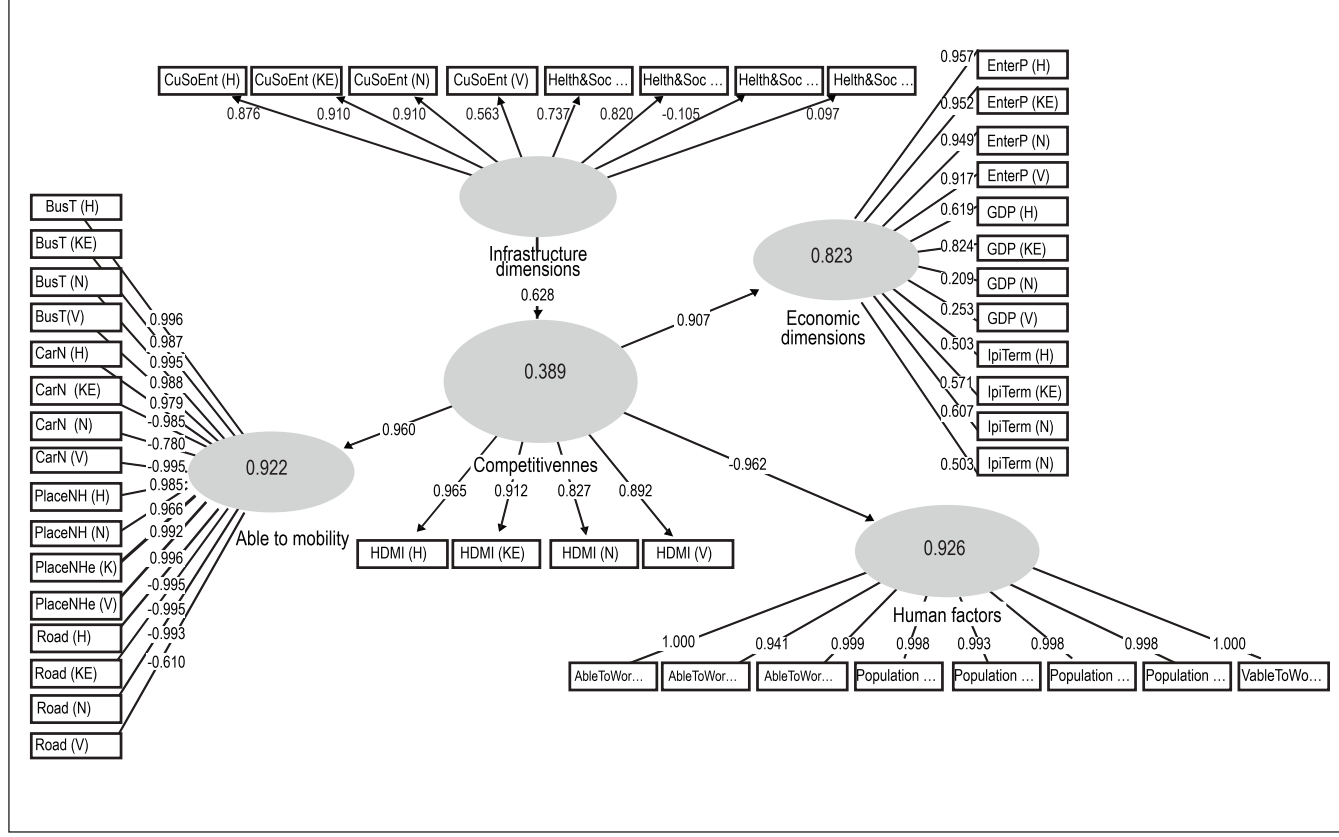 CuSoEnt (H)
CuSoEnt (KE)
CuSoEnt (N)
CuSoEnt (V)
Helth&Soc ...
Helth&Soc ...
Helth&Soc ...
Helth&Soc ...
0.876
0.910
0.910
0.563
0.737
0.820
-0.105
0.097
Infrastructure
dimensions
0.628
0.957
0.952
0.949
0.917
0.619
0.824
0.209
0.253
0.503
0.571
0.607
0.503
EnterP (H)
EnterP (KE)
EnterP (N)
EnterP (V)
GDP (H)
GDP (KE)
GDP (N)
GDP (V)
IpiTerm (H)
IpiTerm (KE)
IpiTerm (N)
IpiTerm (N)
0.823
Economic
dimensions
0.907
0.389
Competitivennes
0.960
-0.962
0.965
0.912
0.827
0.892
HDMI (H)
HDMI (KE)
HDMI (N)
HDMI (V)
BusT (H)
BusT (KE)
BusT (N)
BusT(V)
CarN (H)
CarN (KE)
CarN (N)
CarN (V)
PlaceNH (H)
PlaceNH (N)
PlaceNHe (K)
PlaceNHe (V)
Road (H)
Road (KE)
Road (N)
Road (V)
0.996
0.987
0.995
0.988
0.979
-0.985
-0.780
-0.995
0.985
0.966
0.992
0.996
-0.995
-0.995
-0.993
-0.610
0.922
Able to mobility
0.926
Human factors
1.000
0.941
0.999
0.998
0.993
0.998
0.998
1.000
AbleToWor...
AbleToWor...
AbleToWor...
Population ...
Population ...
Population ...
Population ...
VableToWo...